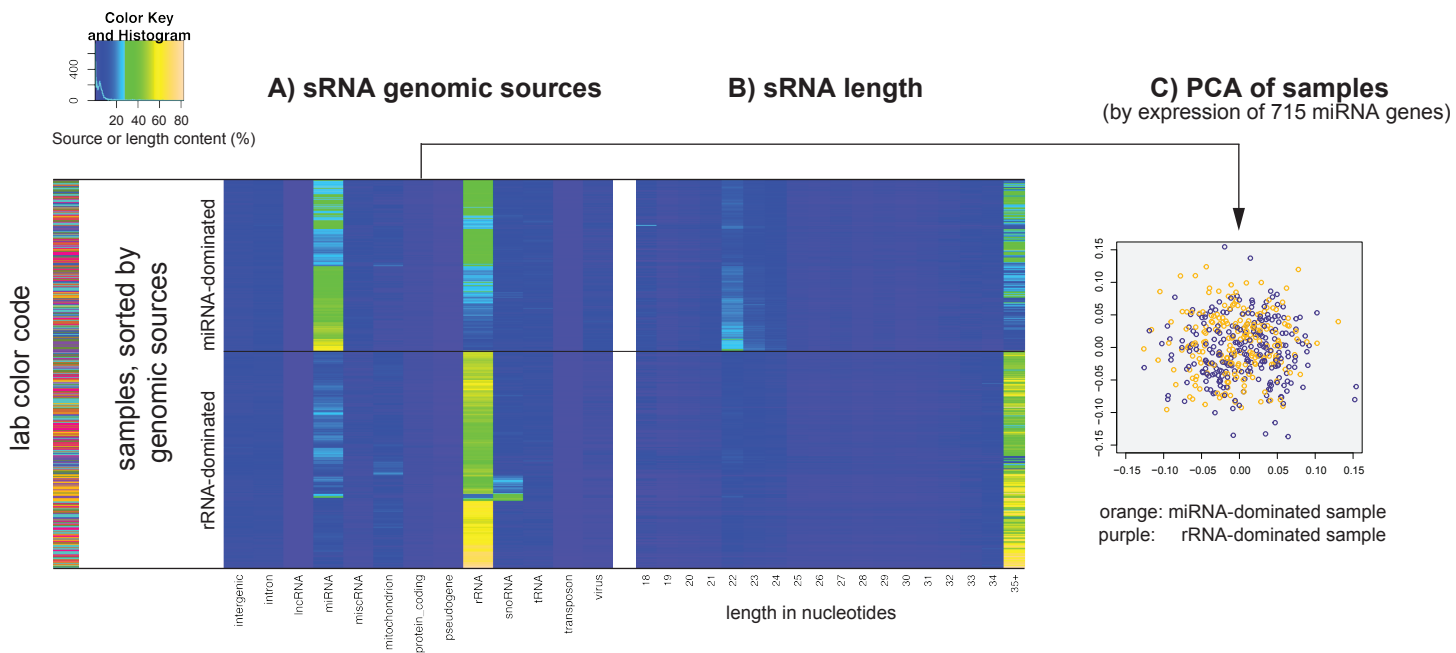 Color Key
and Histogram
0 400
20 40 60 80
Source or length content (%)
A) sRNA genomic sources
B) sRNA length
C) PCA of samples
(by expression of 715 miRNA genes)
lab color code
samples, sorted by
genomic sources
miRNA-dominated
rRNA-dominated
intergenic
intron
lncRNA
miRNA
miscRNA
mitochondrion
protein_coding
pseudogene
rRNA
snoRNA
tRNA
transposon
virus
18 19 20 21 22 23 24 25 26 27 28 29 30 31 32 33 34 35+
length in nucleotides
0.15
0.10
0.05
0.00
−0.05
−0.10
−0.15
−0.15 −0.10 −0.05 0.00 0.05 0.10 0.15
orange: miRNA-dominated sample
purple: rRNA-dominated sample